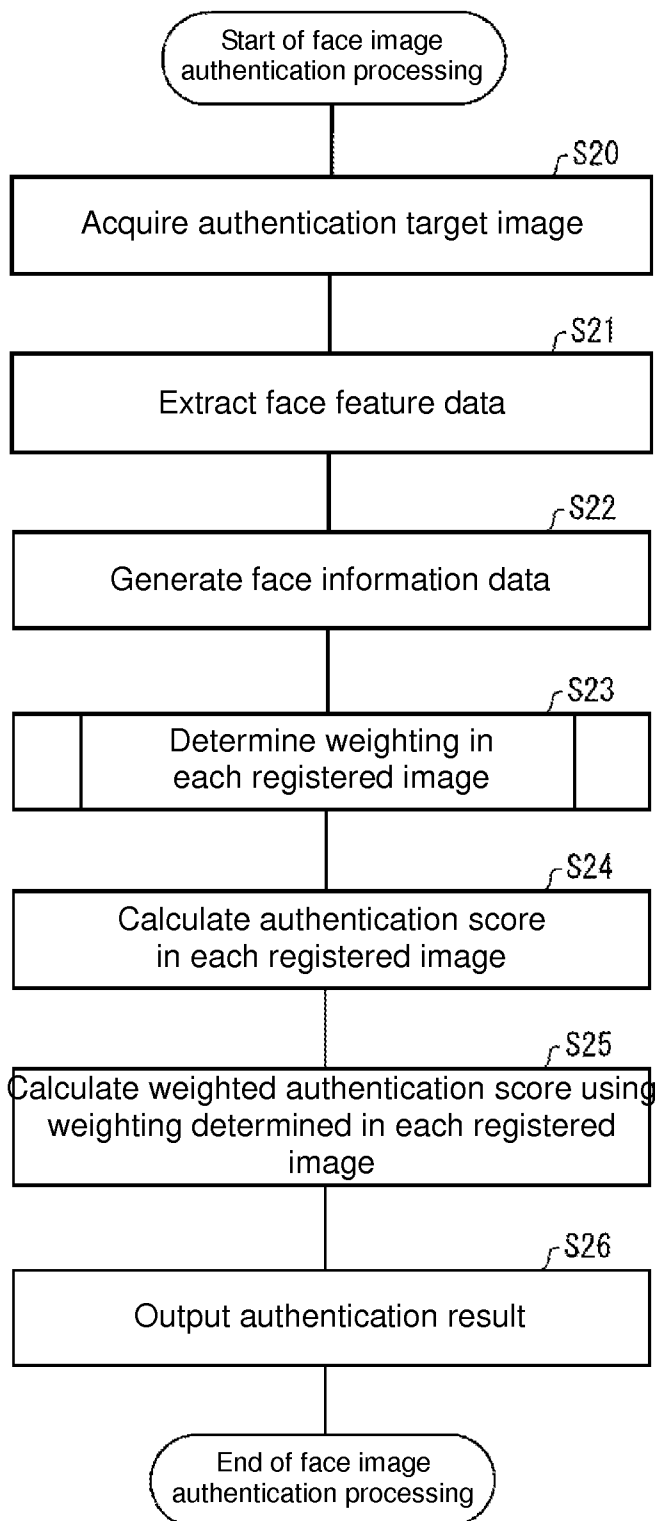 Start of face image
authentication processing
S20
Acquire authentication target image
S21
Extract face feature data
S22
Generate face information data
S23
Determine weighting in
each registered image
S24
Calculate authentication score
in each registered image
S25
Calculate weighted authentication score using
weighting determined in each registered
image
S26
Output authentication result
End of face image
authentication processing